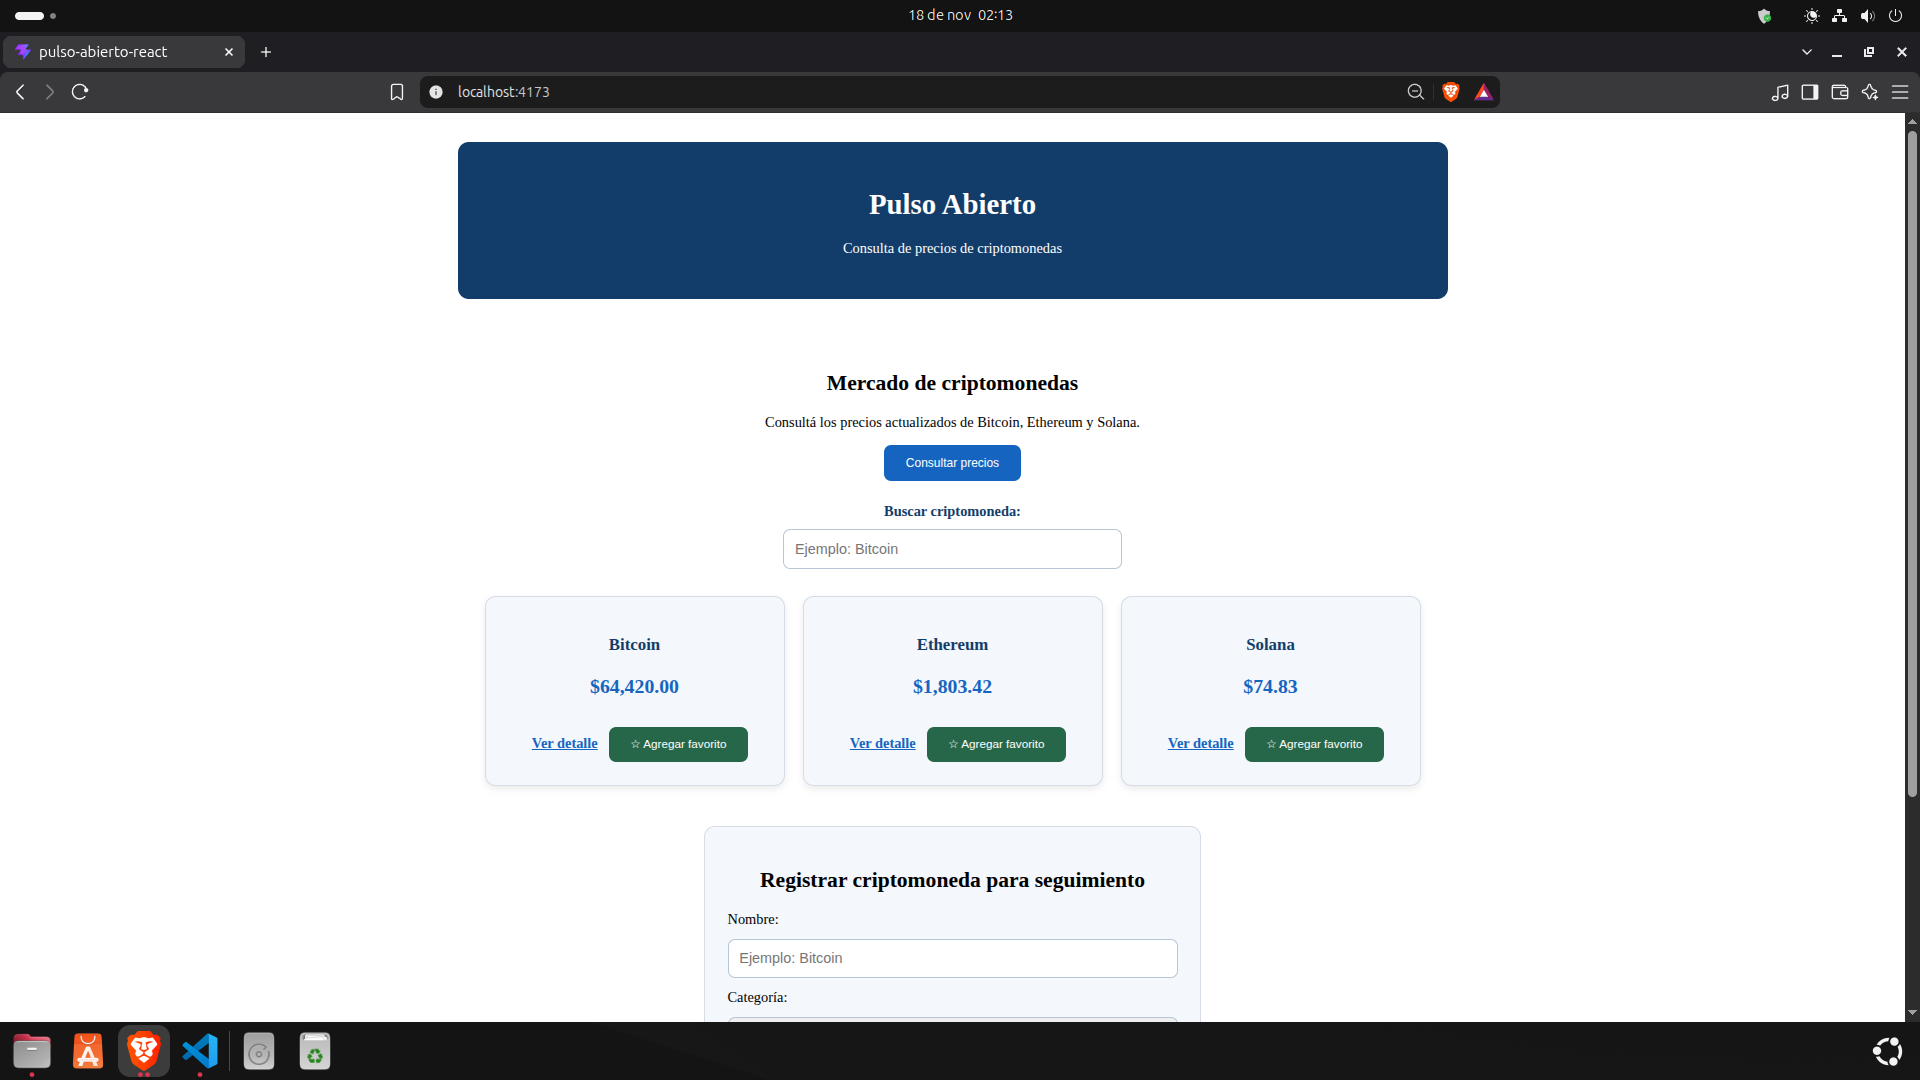 18 de nov 02:13
pulso-abierto-react
localhost:4173
Pulso Abierto
Consulta de precios de criptomonedas
Mercado de criptomonedas
Consultá los precios actualizados de Bitcoin, Ethereum y Solana.
Consultar precios
Buscar criptomoneda:
Ejemplo: Bitcoin
Bitcoin
$64,420.00
Ver detalle ☆ Agregar favorito
Ethereum
$1,803.42
Ver detalle ☆ Agregar favorito
Solana
$74.83
Ver detalle ☆ Agregar favorito
Registrar criptomoneda para seguimiento
Nombre:
Ejemplo: Bitcoin
Categoría: